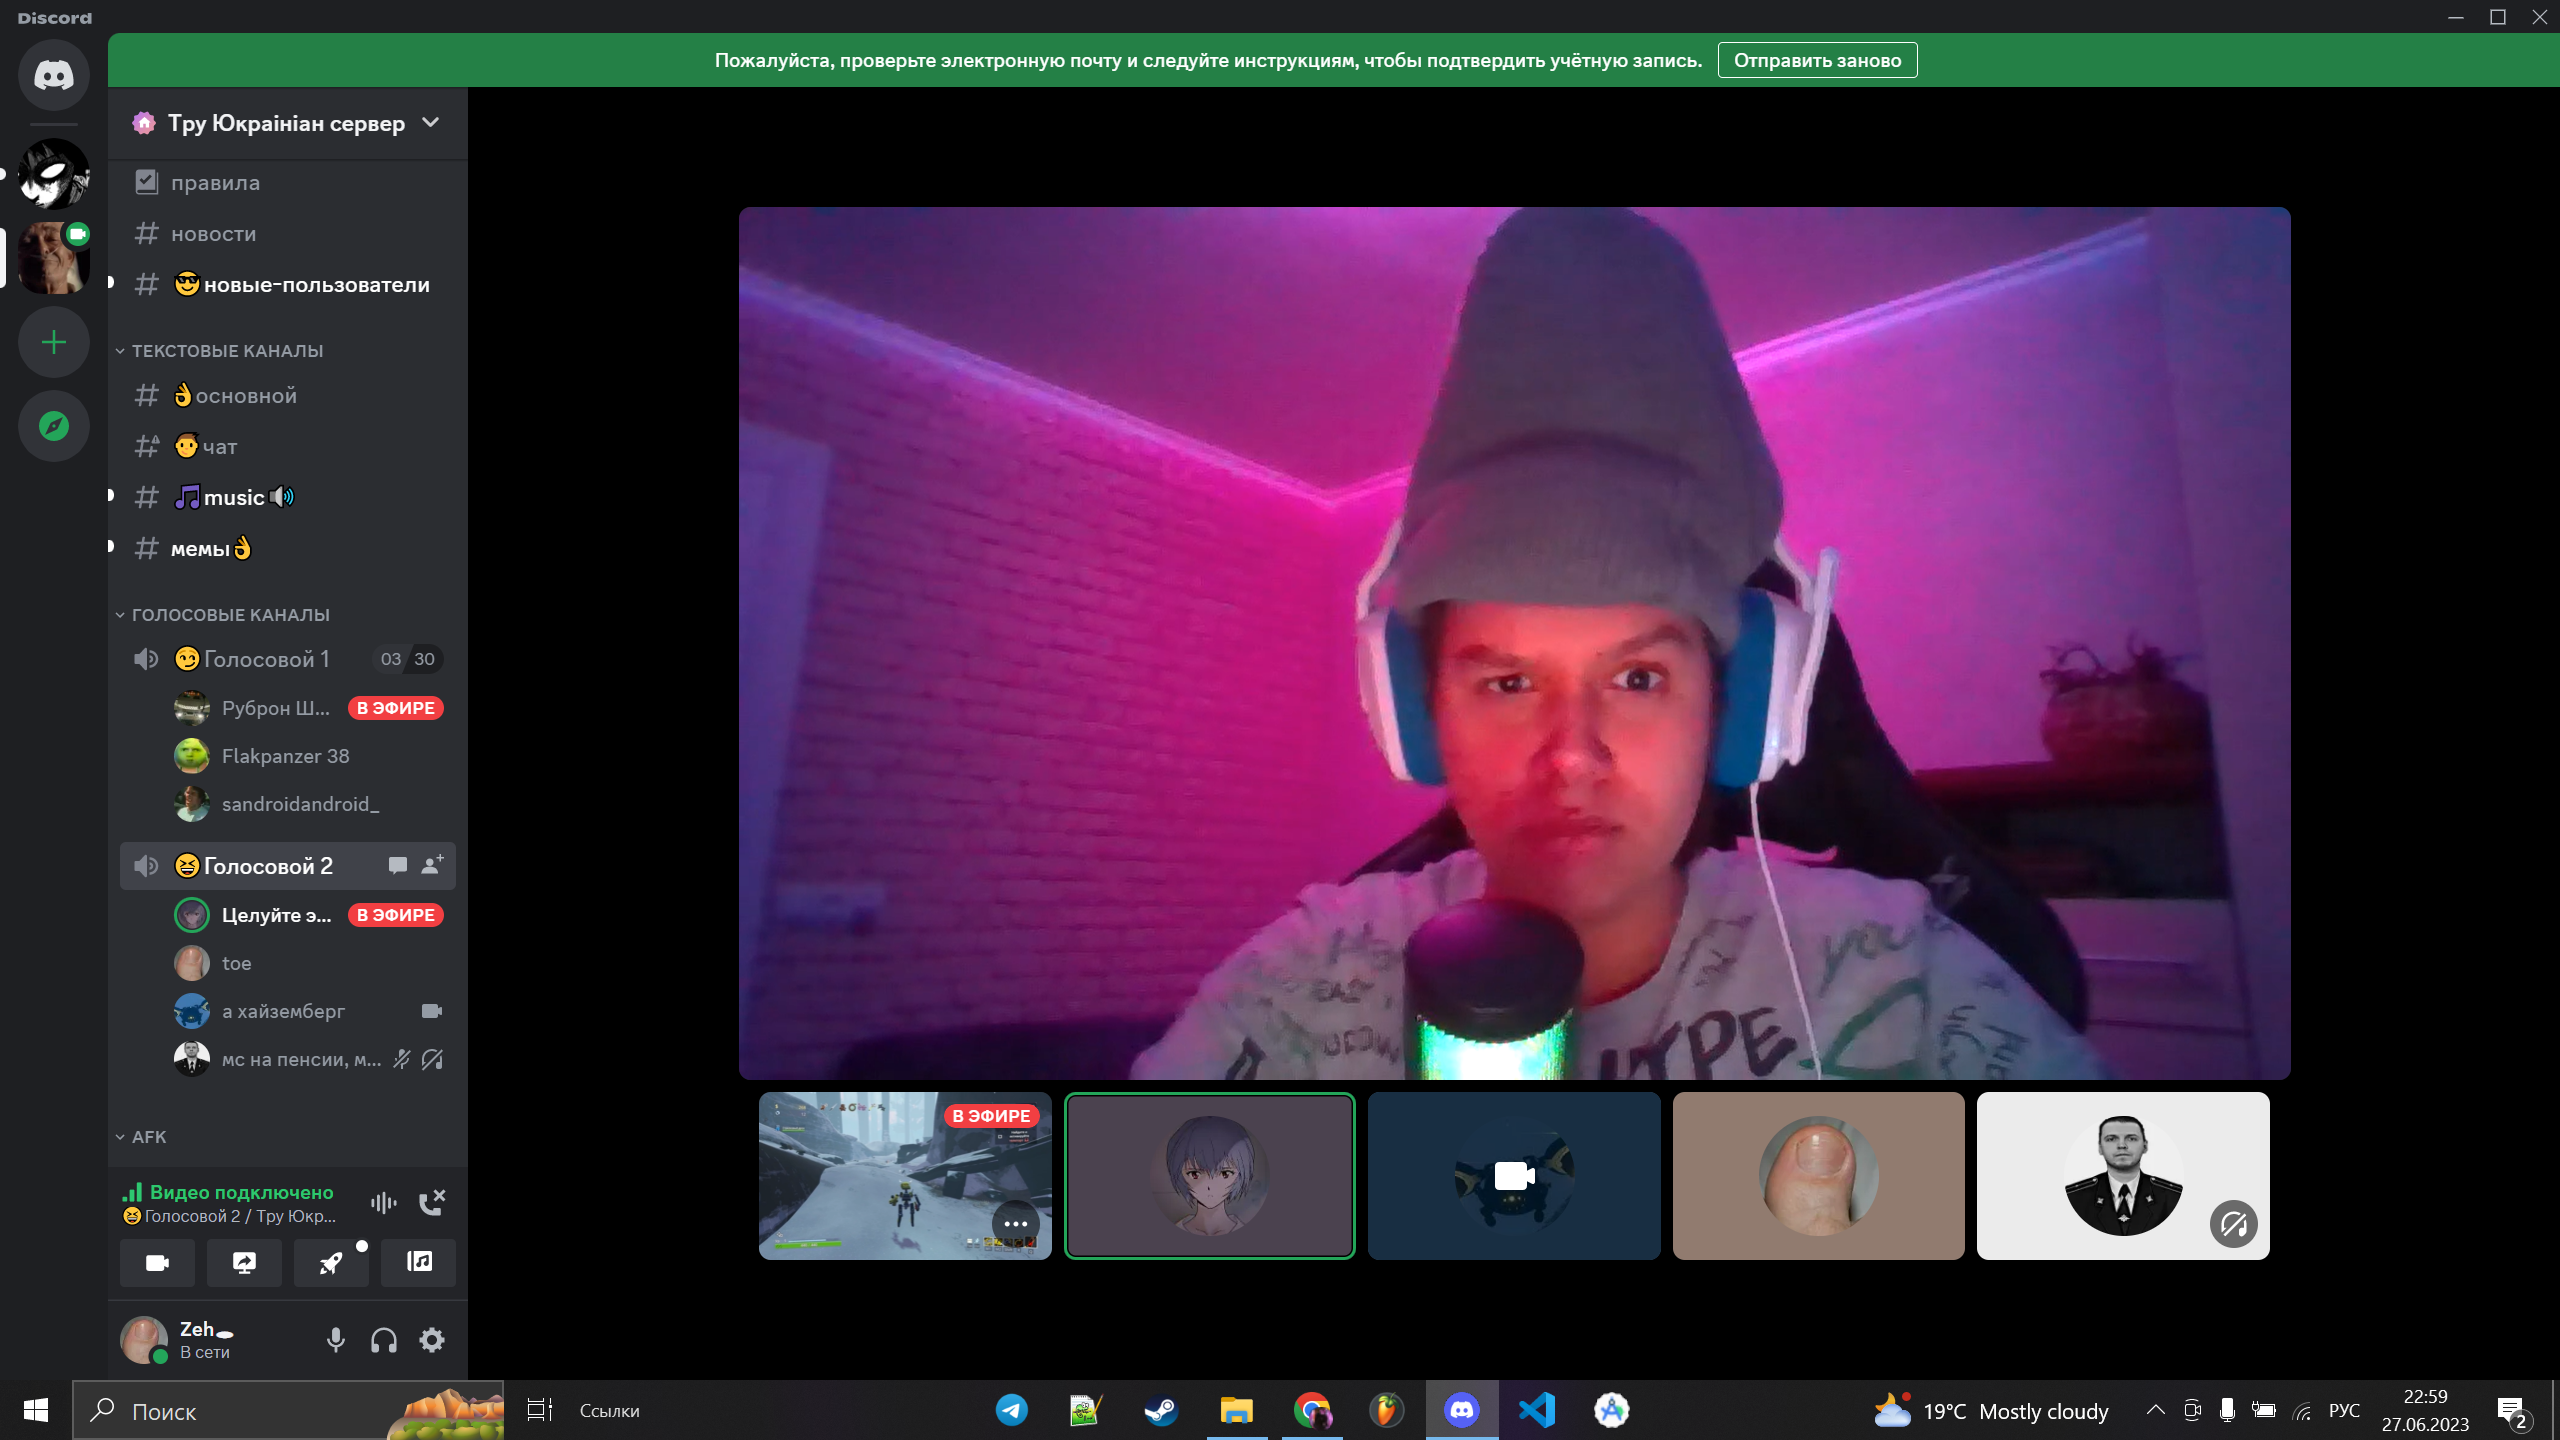 Discord
Пожалуйста, проверьте электронную почту и следуйте инструкциям, чтобы подтвердить учётную запись.
Отправить заново
Тру Юкраініан сервер
правила
новости
😎новые-пользователи
ТЕКСТОВЫЕ КАНАЛЫ
👌основной
чат
🎵music🔊
мемы👌
ГОЛОСОВЫЕ КАНАЛЫ
😏Голосовой 1
03 30
Руброн Ш...
В ЭФИРЕ
Flakpanzer 38
sandroidandroid_
😆Голосовой 2
Целуйте э...
В ЭФИРЕ
toe
а хайземберг
мс на пенсии, м...
AFK
Видео подключено
😆Голосовой 2 / Тру Юкр...
Zeh
В сети
В ЭФИРЕ
Поиск
Ссылки
19°C Mostly cloudy
РУС
22:59
27.06.2023
2